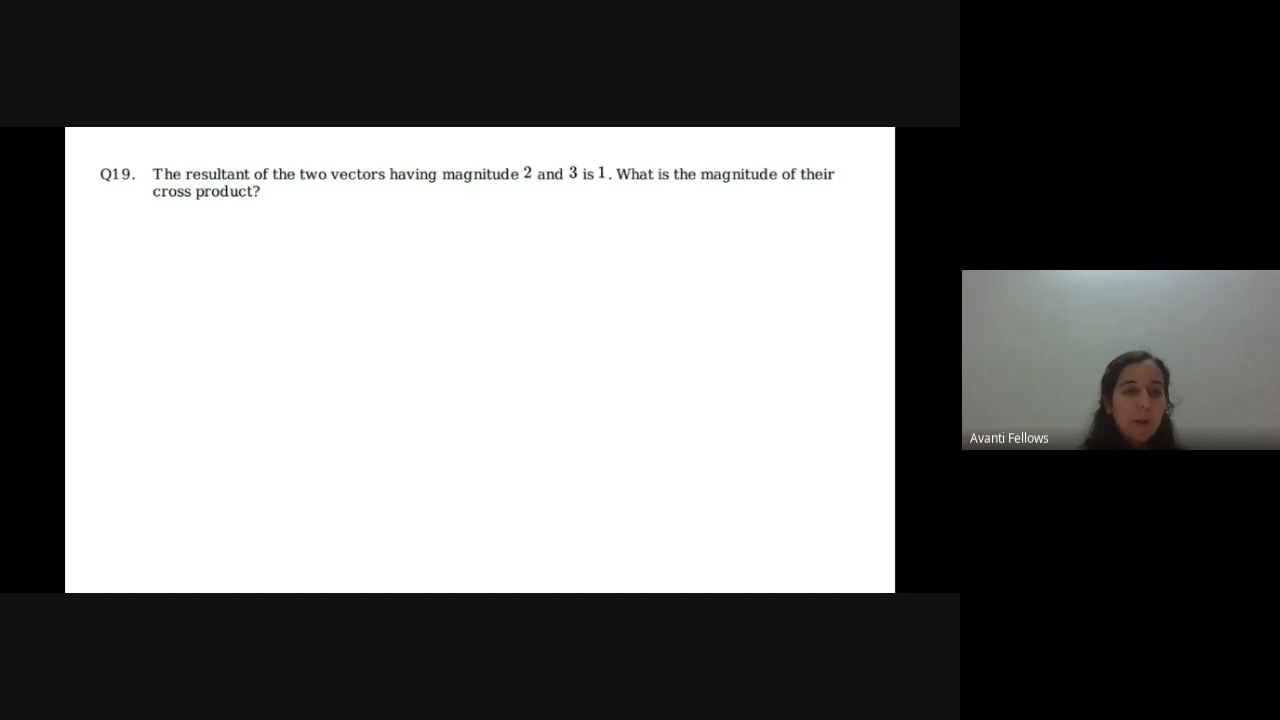 Q19. The resultant of the two vectors having magnitude 2 and 3 is 1. What is the magnitude of their
cross product?
Avanti Fellows